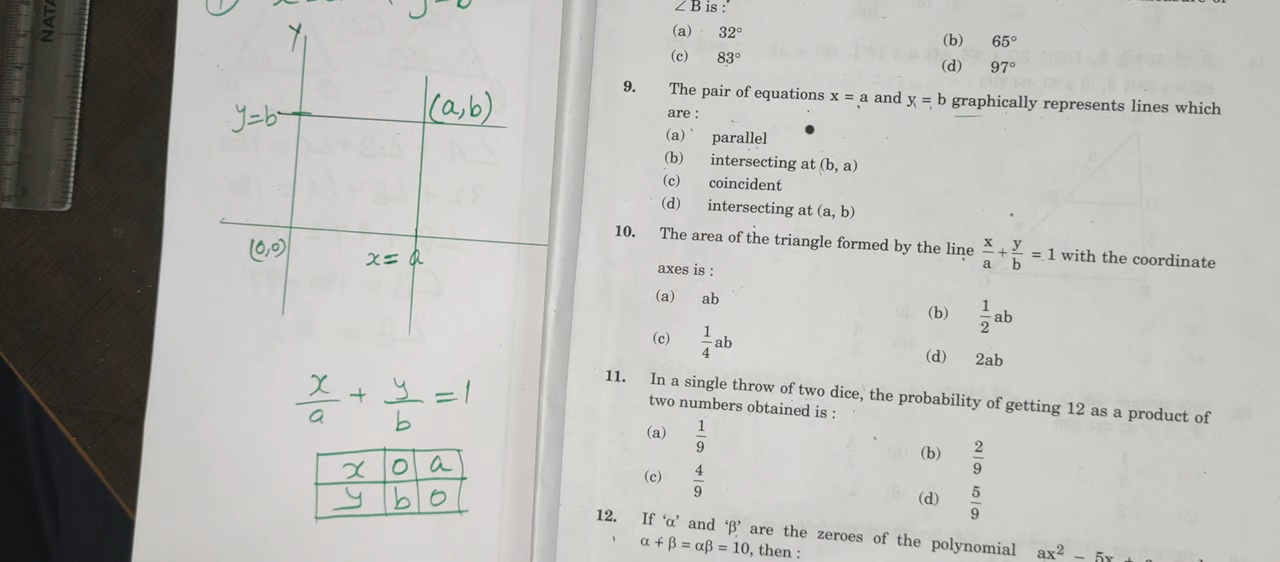 NATA
y=b
Y
y=b
(a,b)
(0,0)
x= a
x/a + y/b =1
x 0 a
y b 0
∠B is :
(a) 32° (b) 65°
(c) 83° (d) 97°
9. The pair of equations x = a and y = b graphically represents lines which
are :
(a) parallel
(b) intersecting at (b, a)
(c) coincident
(d) intersecting at (a, b)
10. The area of the triangle formed by the line x/a + y/b = 1 with the coordinate
axes is :
(a) ab (b) 1/2 ab
(c) 1/4 ab (d) 2ab
11. In a single throw of two dice, the probability of getting 12 as a product of
two numbers obtained is :
(a) 1/9 (b) 2/9
(c) 4/9 (d) 5/9
12. If 'α' and 'β' are the zeroes of the polynomial ax² – 5x
α + β = αβ = 10, then :